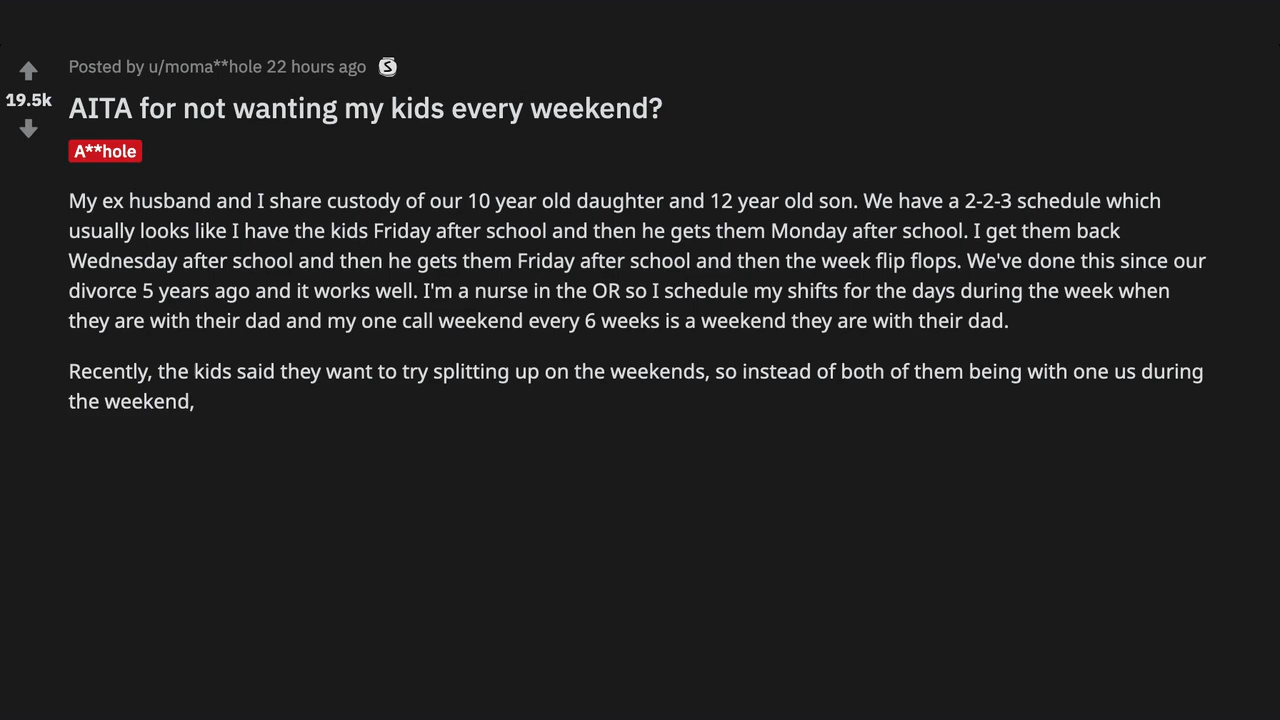 Posted by u/moma**hole 22 hours ago
19.5k
AITA for not wanting my kids every weekend?
A**hole
My ex husband and I share custody of our 10 year old daughter and 12 year old son. We have a 2-2-3 schedule which
usually looks like I have the kids Friday after school and then he gets them Monday after school. I get them back
Wednesday after school and then he gets them Friday after school and then the week flip flops. We've done this since our
divorce 5 years ago and it works well. I'm a nurse in the OR so I schedule my shifts for the days during the week when
they are with their dad and my one call weekend every 6 weeks is a weekend they are with their dad.
Recently, the kids said they want to try splitting up on the weekends, so instead of both of them being with one us during
the weekend,